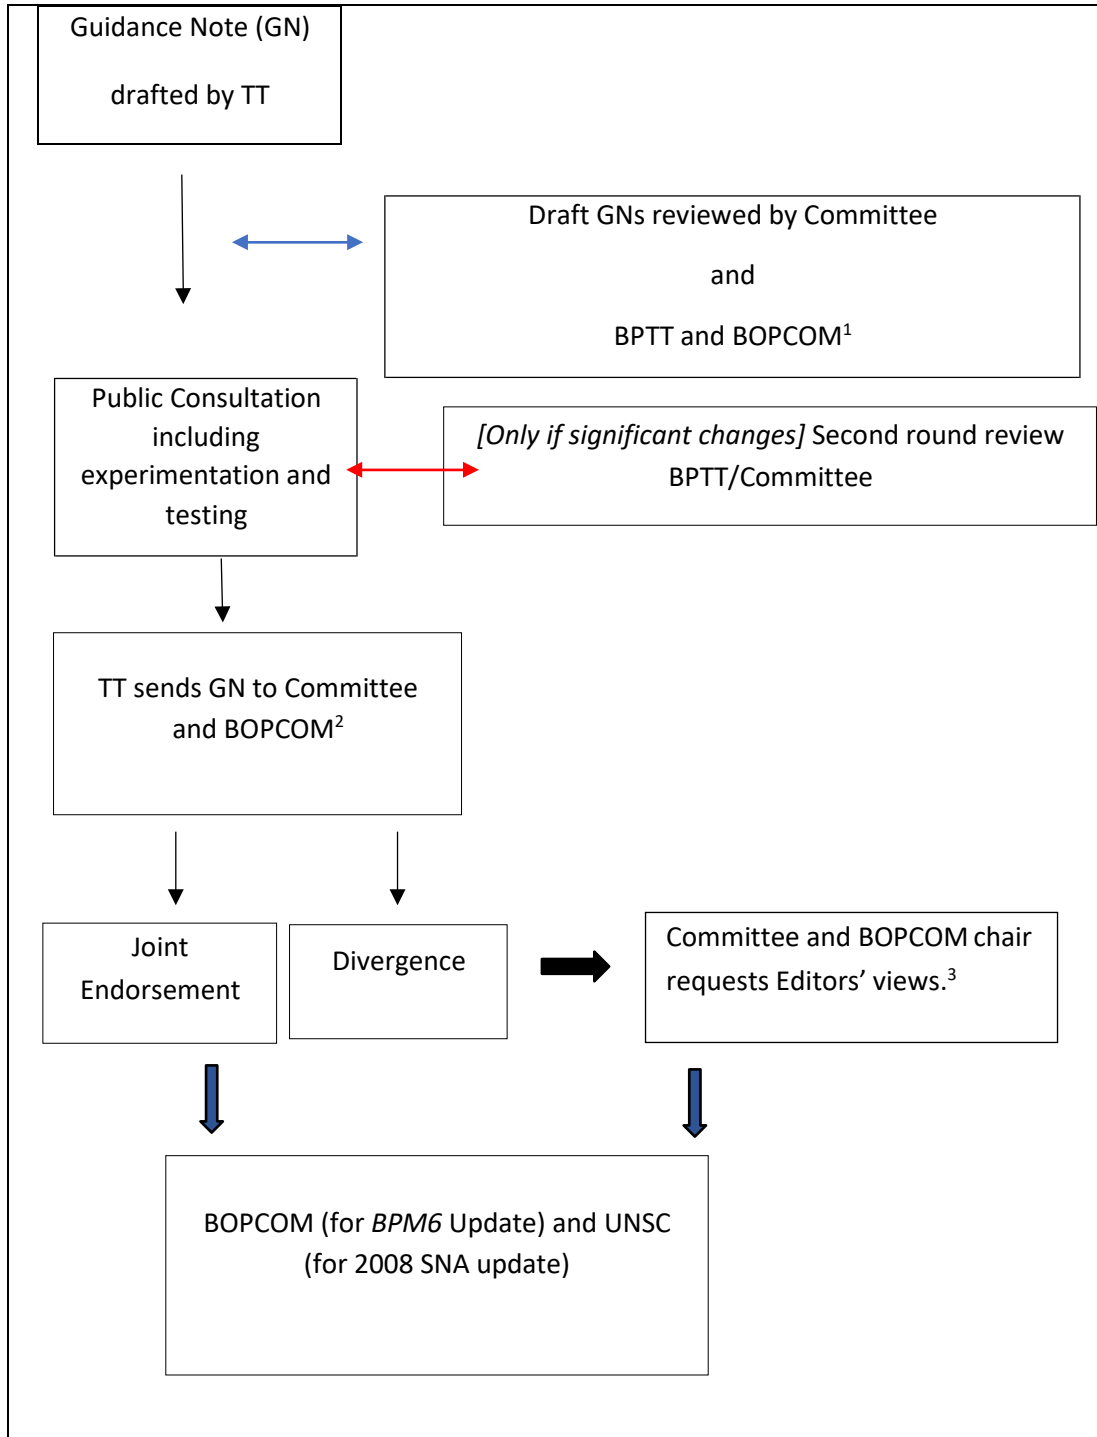 Guidance Note (GN)
drafted by TT
Draft GNs reviewed by Committee
and
BPTT and BOPCOM1
Public Consultation
including
experimentation and
testing
[Only if significant changes] Second round review
BPTT/Committee
TT sends GN to Committee
and BOPCOM2
Joint
Endorsement
Divergence
Committee and BOPCOM chair
requests Editors’ views.3
BOPCOM (for BPM6 Update) and UNSC
(for 2008 SNA update)